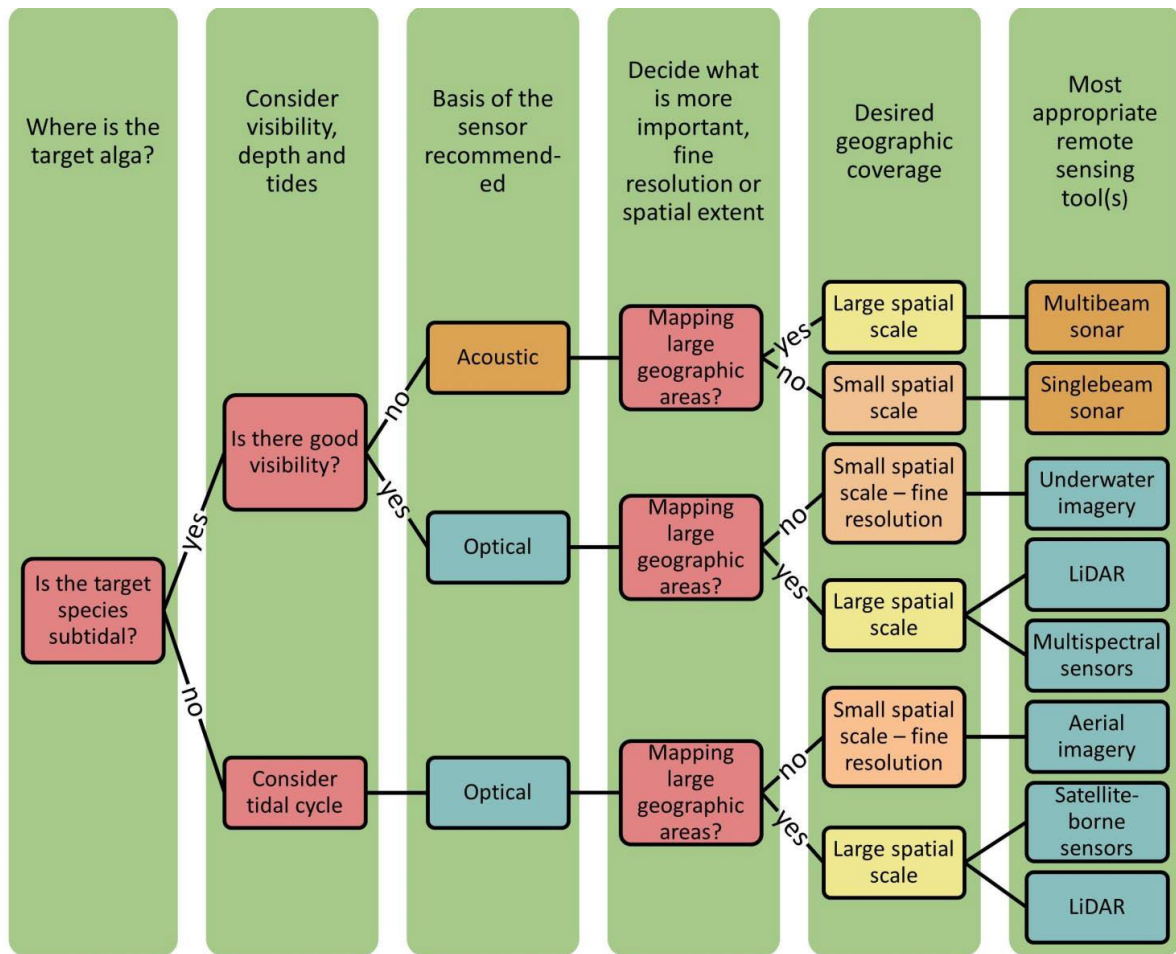 Where is the
target alga?
Consider
visibility,
depth and
tides
Basis of the
sensor
recommend-
ed
Decide what
is more
important,
fine
resolution or
spatial extent
Desired
geographic
coverage
Most
appropriate
remote
sensing
tool(s)
Is the target
species
subtidal?
yes
no
Is there good
visibility?
no
yes
Consider
tidal cycle
Acoustic
Optical
Optical
Mapping
large
geographic
areas?
yes
no
Mapping
large
geographic
areas?
no
yes
Mapping
large
geographic
areas?
no
yes
Large spatial
scale
Small spatial
scale
Small spatial
scale – fine
resolution
Large spatial
scale
Small spatial
scale – fine
resolution
Large spatial
scale
Multibeam
sonar
Singlebeam
sonar
Underwater
imagery
LiDAR
Multispectral
sensors
Aerial
imagery
Satellite-
borne
sensors
LiDAR